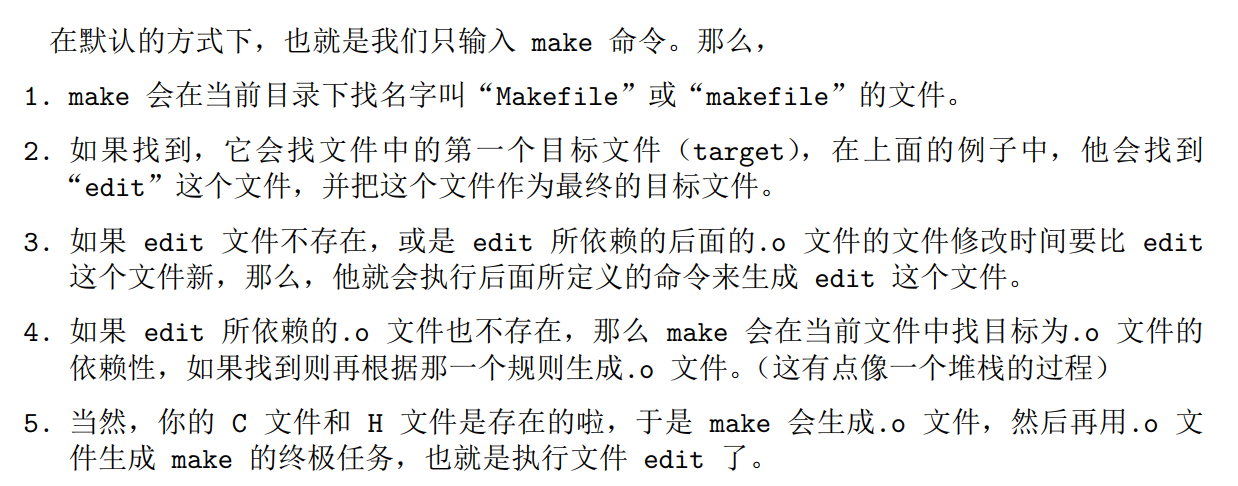 在默认的方式下，也就是我们只输入 make 命令。那么，
1. make 会在当前目录下找名字叫“Makefile”或“makefile”的文件。
2. 如果找到，它会找文件中的第一个目标文件（target），在上面的例子中，他会找到
“edit”这个文件，并把这个文件作为最终的目标文件。
3. 如果 edit 文件不存在，或是 edit 所依赖的后面的.o 文件的文件修改时间要比 edit
这个文件新，那么，他就会执行后面所定义的命令来生成 edit 这个文件。
4. 如果 edit 所依赖的.o 文件也不存在，那么 make 会在当前文件中找目标为.o 文件的
依赖性，如果找到则再根据那一个规则生成.o 文件。（这有点像一个堆栈的过程）
5. 当然，你的 C 文件和 H 文件是存在的啦，于是 make 会生成.o 文件，然后再用.o 文
件生成 make 的终极任务，也就是执行文件 edit 了。